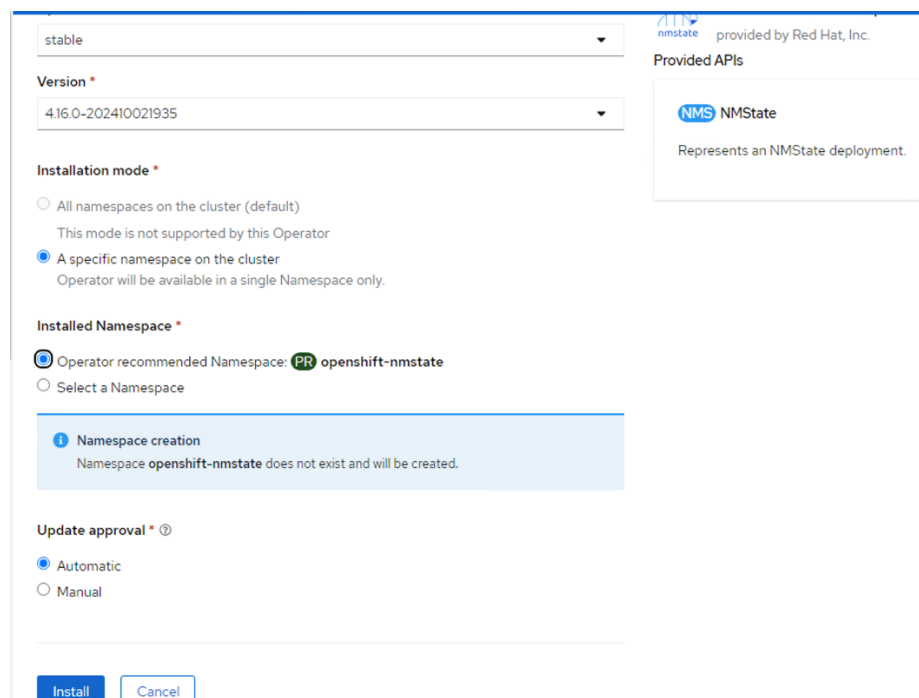 stable
Version *
4.16.0-202410021935
Installation mode *
All namespaces on the cluster (default)
This mode is not supported by this Operator
A specific namespace on the cluster
Operator will be available in a single Namespace only.
Installed Namespace *
Operator recommended Namespace: PR openshift-nmstate
Select a Namespace
Namespace creation
Namespace openshift-nmstate does not exist and will be created.
Update approval *
Automatic
Manual
Install Cancel
nmstate provided by Red Hat, Inc.
Provided APIs
NMS NMState
Represents an NMState deployment.